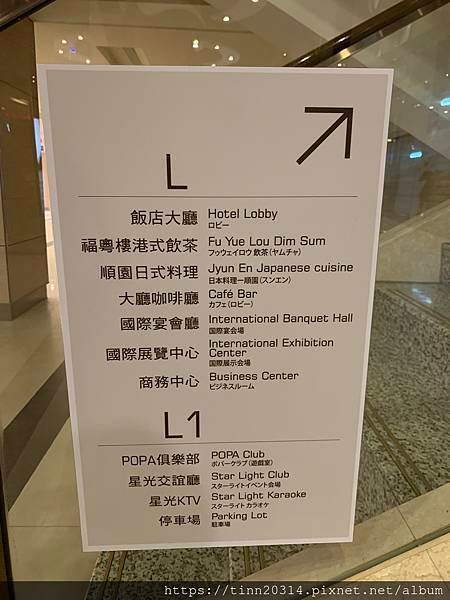 L
飯店大廳 Hotel Lobby
ロビー
福粵樓港式飲茶 Fu Yue Lou Dim Sum
フゥウェイロウ 飲茶(ヤムチャ)
順園日式料理 Jyun En Japanese cuisine
日本料理一順園(スンエン)
大廳咖啡廳 Café Bar
カフェ(ロビー)
國際宴會廳 International Banquet Hall
国際宴会場
國際展覽中心 International Exhibition
Center
国際展示会場
商務中心 Business Center
ビジネスルーム
L1
POPA俱樂部 POPA Club
ポパークラブ(遊戯室)
星光交誼廳 Star Light Club
スターライトイベント会場
星光KTV Star Light Karaoke
スターライト カラオケ
停車場 Parking Lot
駐車場
https://tinn20314.pixnet.net/album